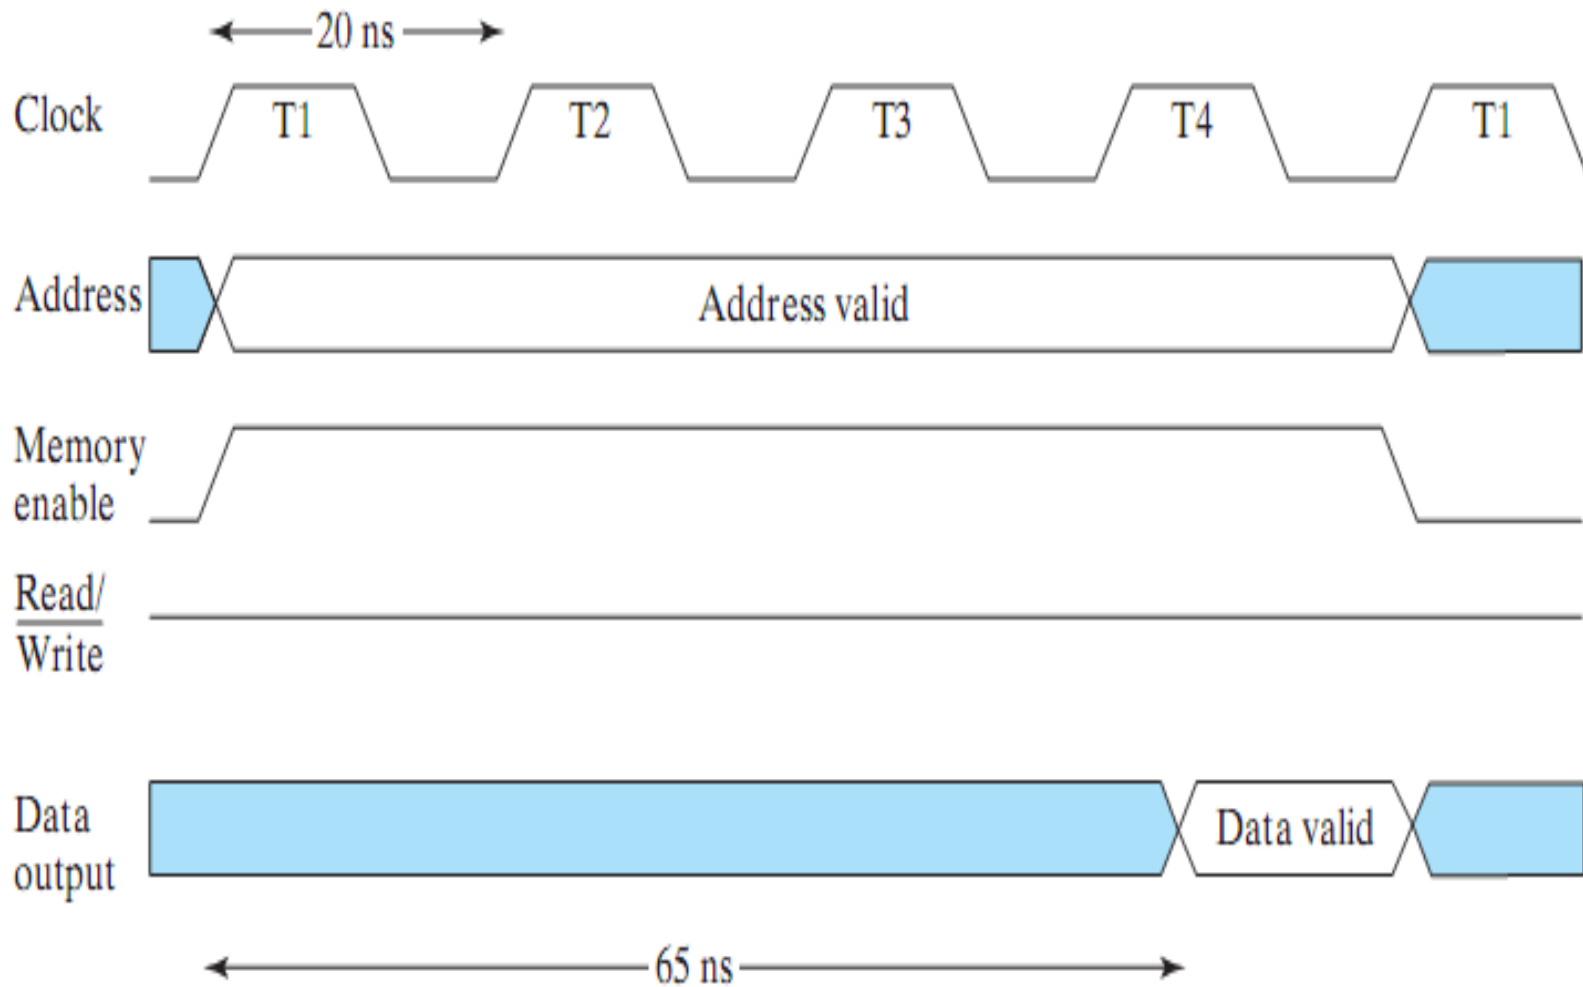 20 ns
Clock T1 T2 T3 T4 T1
Address Address valid
Memory
enable
Read/
Write
Data
output
Data valid
65 ns